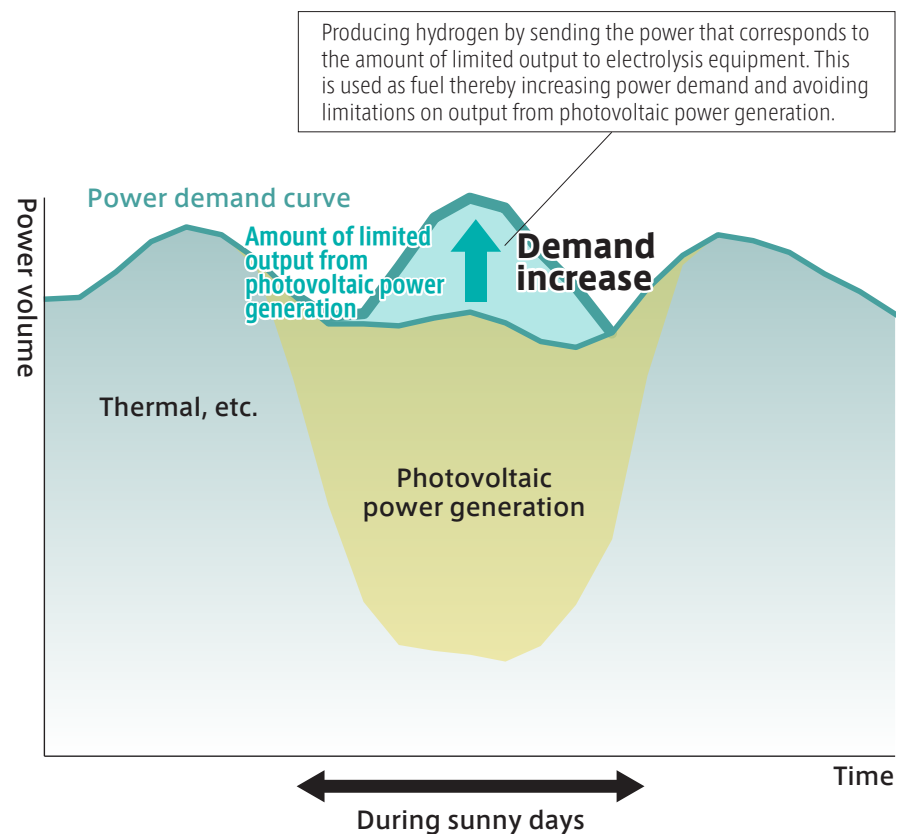 Producing hydrogen by sending the power that corresponds to
the amount of limited output to electrolysis equipment. This
is used as fuel thereby increasing power demand and avoiding
limitations on output from photovoltaic power generation.
Power volume
Power demand curve
Amount of limited
output from
photovoltaic power
generation
Demand
increase
Thermal, etc.
Photovoltaic
power generation
Time
During sunny days